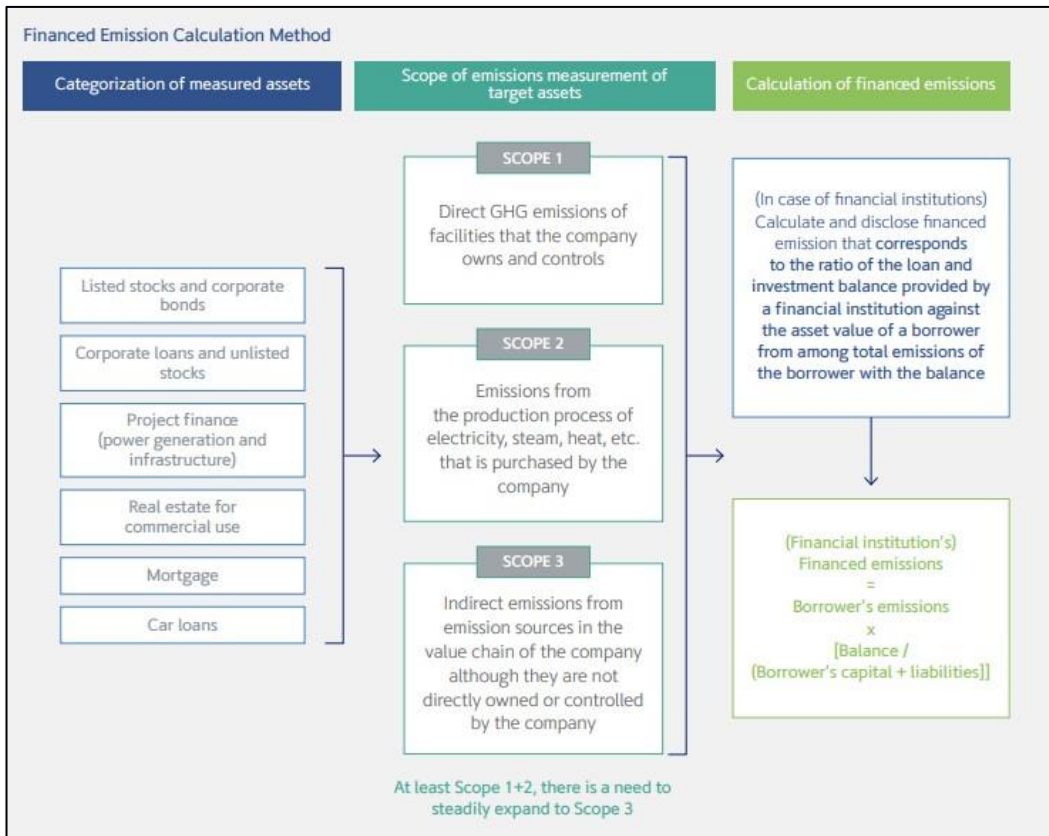 Financed Emission Calculation Method
Categorization of measured assets
Scope of emissions measurement of
target assets
Calculation of financed emissions
Listed stocks and corporate
bonds
Corporate loans and unlisted
stocks
Project finance
(power generation and
infrastructure)
Real estate for
commercial use
Mortgage
Car loans
SCOPE 1
Direct GHG emissions of
facilities that the company
owns and controls
SCOPE 2
Emissions from
the production process of
electricity, steam, heat, etc.
that is purchased by the
company
SCOPE 3
Indirect emissions from
emission sources in the
value chain of the company
although they are not
directly owned or controlled
by the company
At least Scope 1+2, there is a need to
steadily expand to Scope 3
(In case of financial institutions)
Calculate and disclose financed
emission that corresponds
to the ratio of the loan and
investment balance provided by
a financial institution against
the asset value of a borrower
from among total emissions of
the borrower with the balance
(Financial institution's)
Financed emissions
=
Borrower's emissions
x
[Balance /
(Borrower's capital + liabilities]]